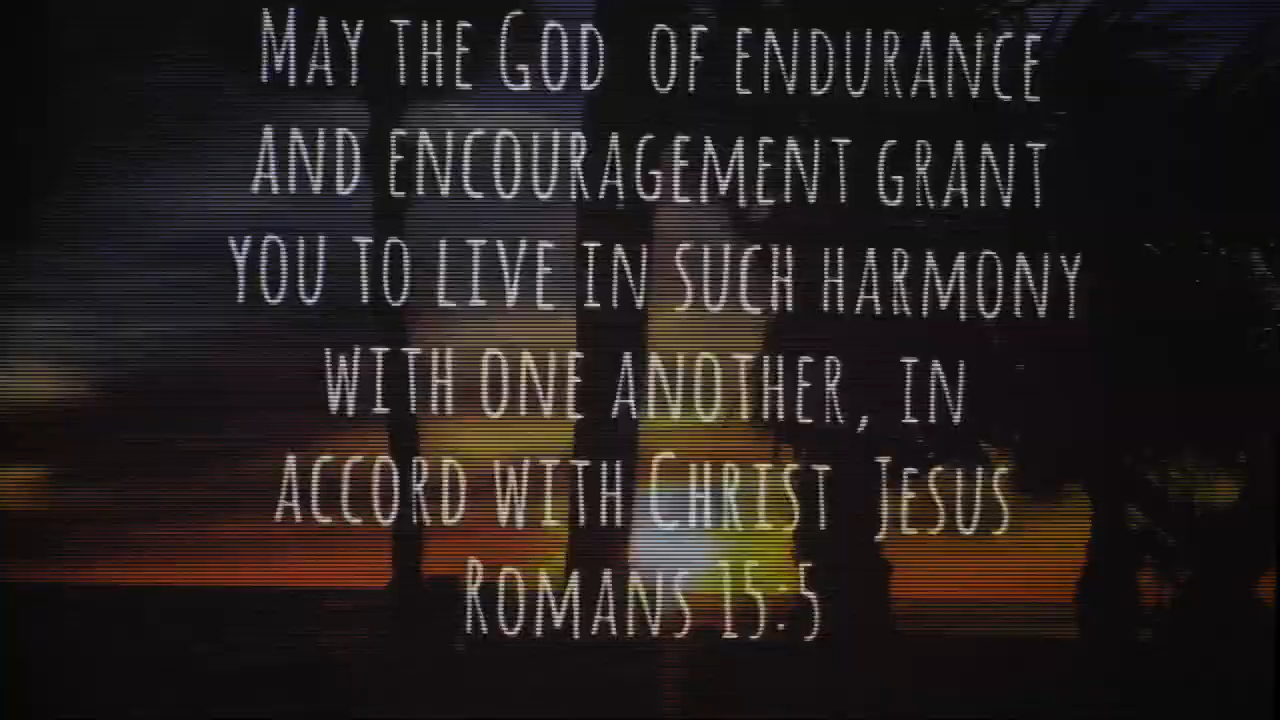 May the God of endurance
and encouragement grant
you to live in such harmony
with one another, in
accord with Christ Jesus
Romans 15:5